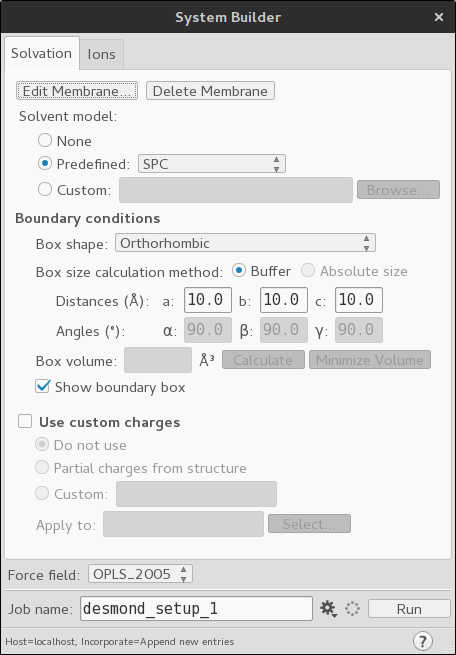 System Builder ×
Solvation Ions
Edit Membrane... Delete Membrane
Solvent model:
None
Predefined: SPC
Custom: Browse...
Boundary conditions
Box shape: Orthorhombic
Box size calculation method: Buffer Absolute size
Distances (Å): a: 10.0 b: 10.0 c: 10.0
Angles (°): α: 90.0 β: 90.0 γ: 90.0
Box volume: Å³ Calculate Minimize Volume
Show boundary box
Use custom charges
Do not use
Partial charges from structure
Custom:
Apply to: Select...
Force field: OPLS_2005
Job name: desmond_setup_1 Run
Host=localhost, Incorporate=Append new entries ?